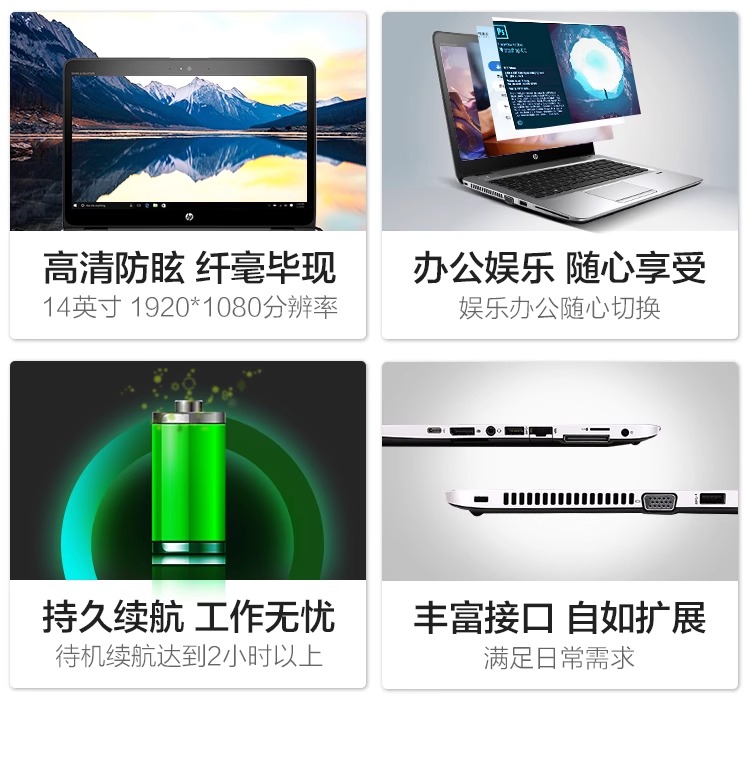 高清防眩 纤毫毕现
14英寸 1920*1080分辨率
Ps
办公娱乐 随心享受
娱乐办公随心切换
持久续航 工作无忧
待机续航达到2小时以上
丰富接口 自如扩展
满足日常需求